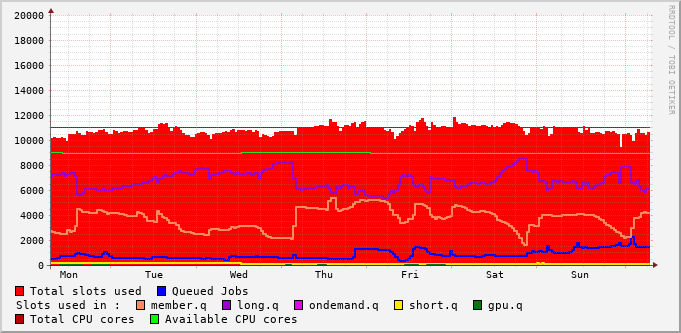 RRDTOOL / TOBI OETIKER
20000
18000
16000
14000
12000
10000
8000
6000
4000
2000
0
Mon Tue Wed Thu Fri Sat Sun
Total slots used Queued Jobs
Slots used in : member.q long.q ondemand.q short.q gpu.q
Total CPU cores Available CPU cores